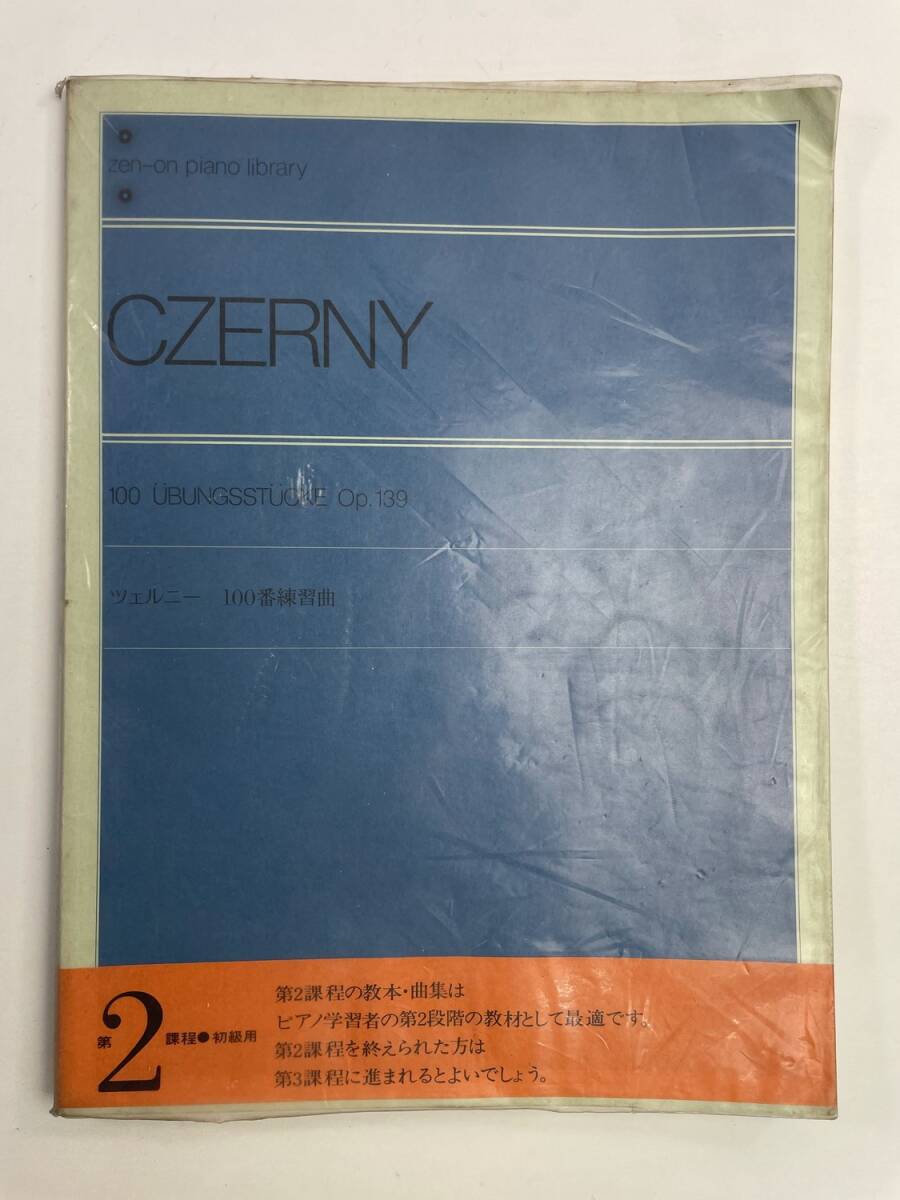 zen-on piano library
CZERNY
100 ÜBUNGSSTÜCKE Op.139
ツェルニー 100番練習曲
第2課程●初級用
第2課程の教本・曲集は
ピアノ学習者の第2段階の教材として最適です。
第2課程を終えられた方は
第3課程に進まれるとよいでしょう。